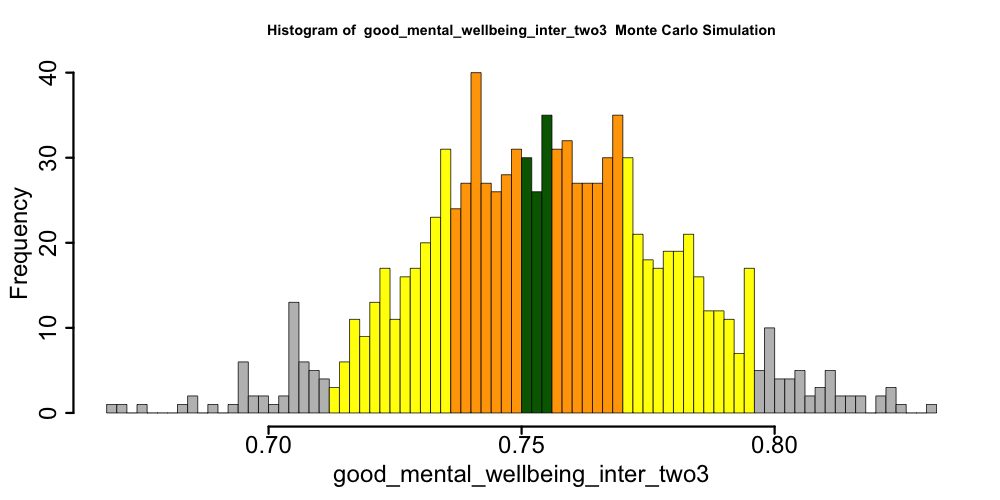 Histogram of good_mental_wellbeing_inter_two3 Monte Carlo Simulation
Frequency
40
30
20
10
0
0.70 0.75 0.80
good_mental_wellbeing_inter_two3